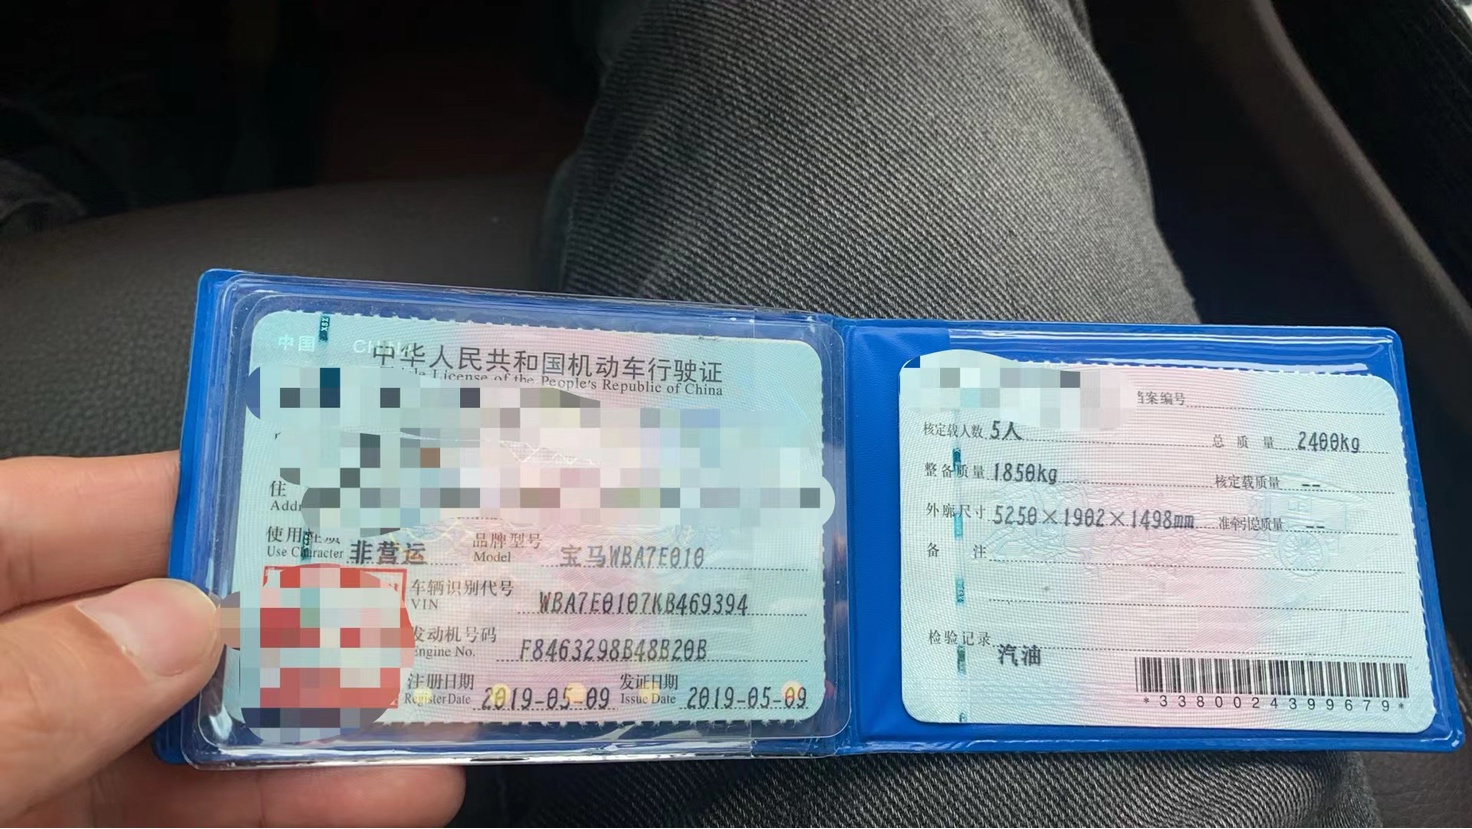 中国 CHINA
中华人民共和国机动车行驶证
License of the People's Republic of China
住
Addr
使用性质 非营运 品牌型号 宝马WBA7E010
Use Character Model
车辆识别代号 WBA7E0107KB469394
VIN
发动机号码 F8463298B48B20B
Engine No.
注册日期 2019-05-09 发证日期 2019-05-09
Register Date Issue Date
档案编号
核定载人数 5人 总质量 2400kg
整备质量 1850kg 核定载质量 --
外廓尺寸 5250×1902×1498mm 准牵引总质量 --
备注
检验记录 汽油
*3380024399679*